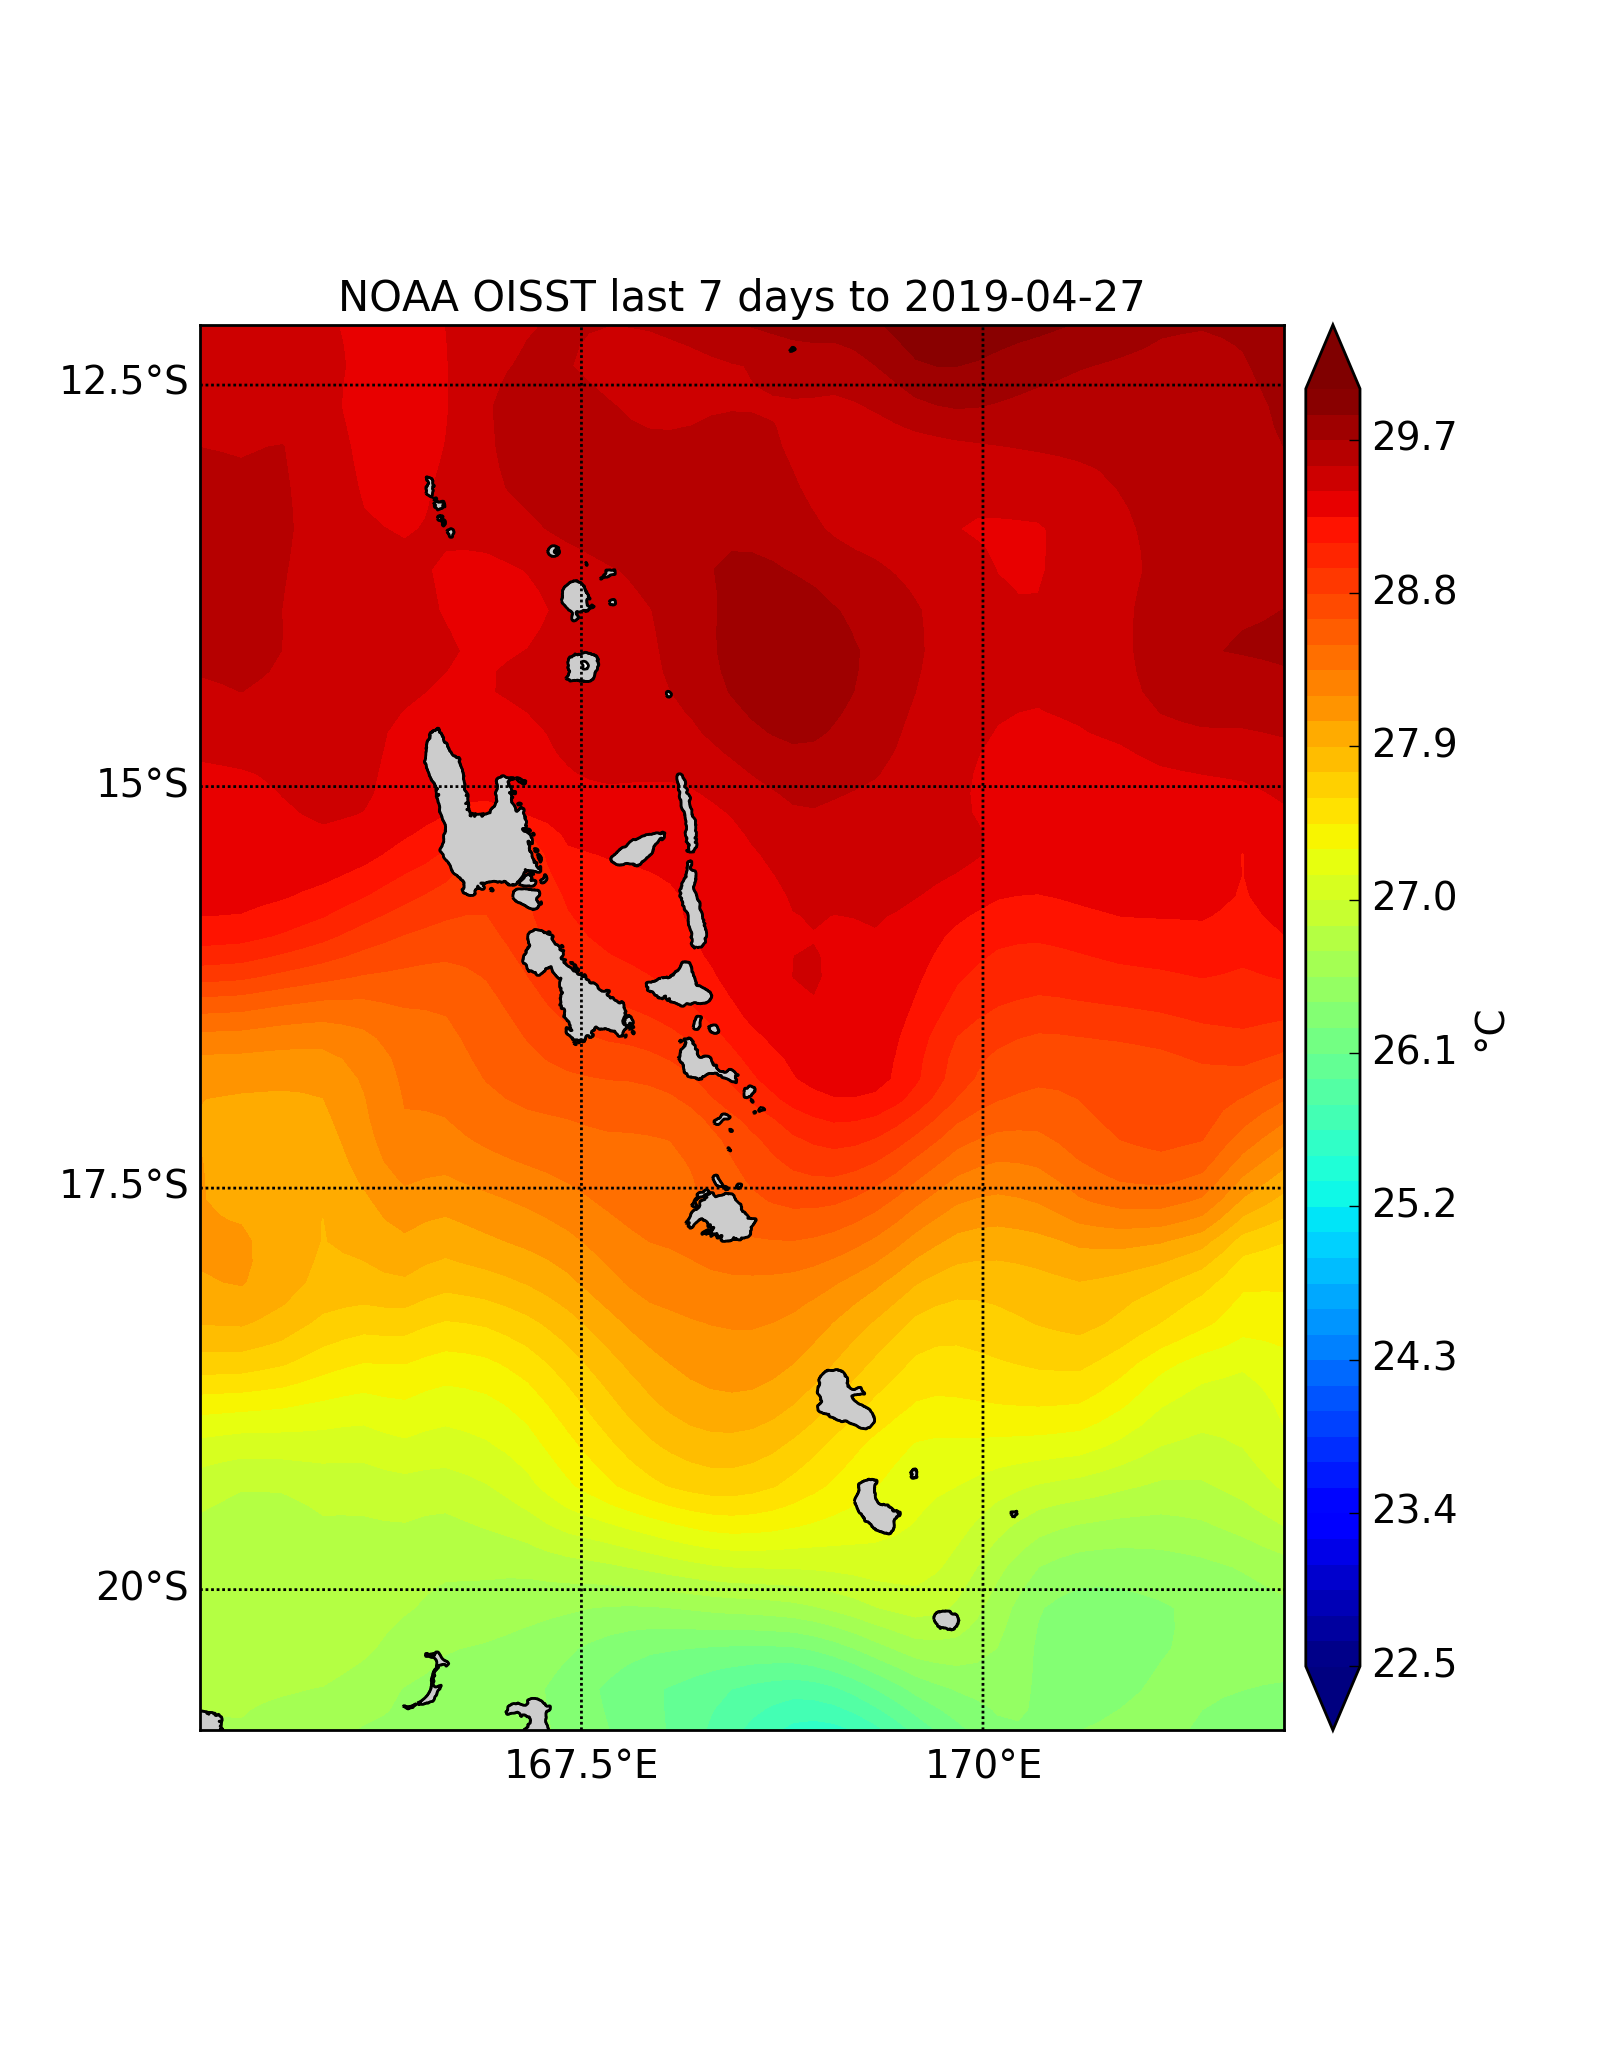 NOAA OISST last 7 days to 2019-04-27
12.5°S
15°S
17.5°S
20°S
167.5°E
170°E
29.7
28.8
27.9
27.0
26.1
25.2
24.3
23.4
22.5
°C